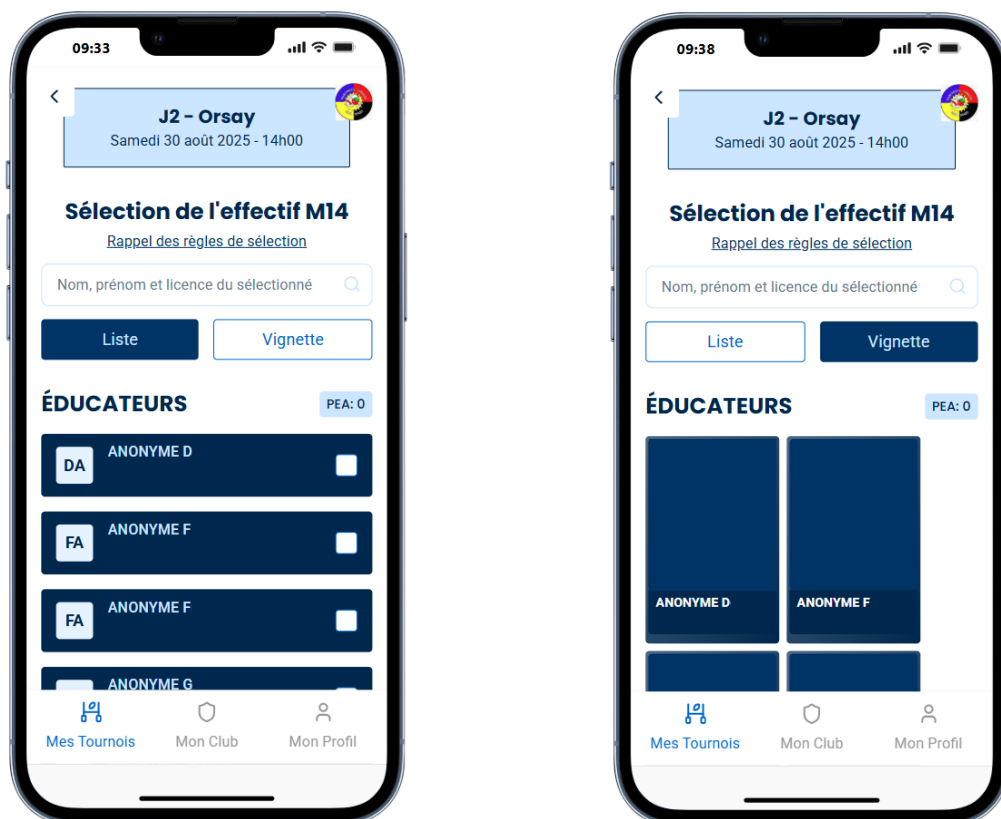 09:33
J2 - Orsay
Samedi 30 août 2025 - 14h00
Sélection de l'effectif M14
Rappel des règles de sélection
Nom, prénom et licence du sélectionné
Liste Vignette
ÉDUCATEURS PEA: 0
DA ANONYME D
FA ANONYME F
FA ANONYME F
ANONYME G
Mes Tournois Mon Club Mon Profil
09:38
J2 - Orsay
Samedi 30 août 2025 - 14h00
Sélection de l'effectif M14
Rappel des règles de sélection
Nom, prénom et licence du sélectionné
Liste Vignette
ÉDUCATEURS PEA: 0
ANONYME D ANONYME F
Mes Tournois Mon Club Mon Profil